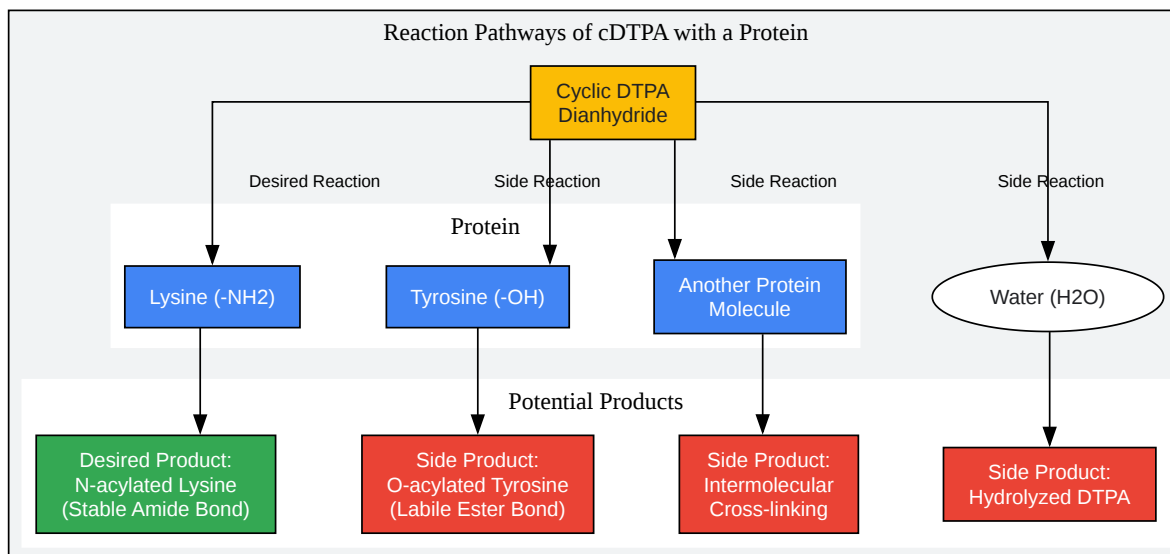 Reaction Pathways of cDTPA with a Protein
Cyclic DTPA
Dianhydride
Desired Reaction
Side Reaction
Side Reaction
Side Reaction
Protein
Lysine (-NH2)
Tyrosine (-OH)
Another Protein
Molecule
Water (H2O)
Potential Products
Desired Product:
N-acylated Lysine
(Stable Amide Bond)
Side Product:
O-acylated Tyrosine
(Labile Ester Bond)
Side Product:
Intermolecular
Cross-linking
Side Product:
Hydrolyzed DTPA